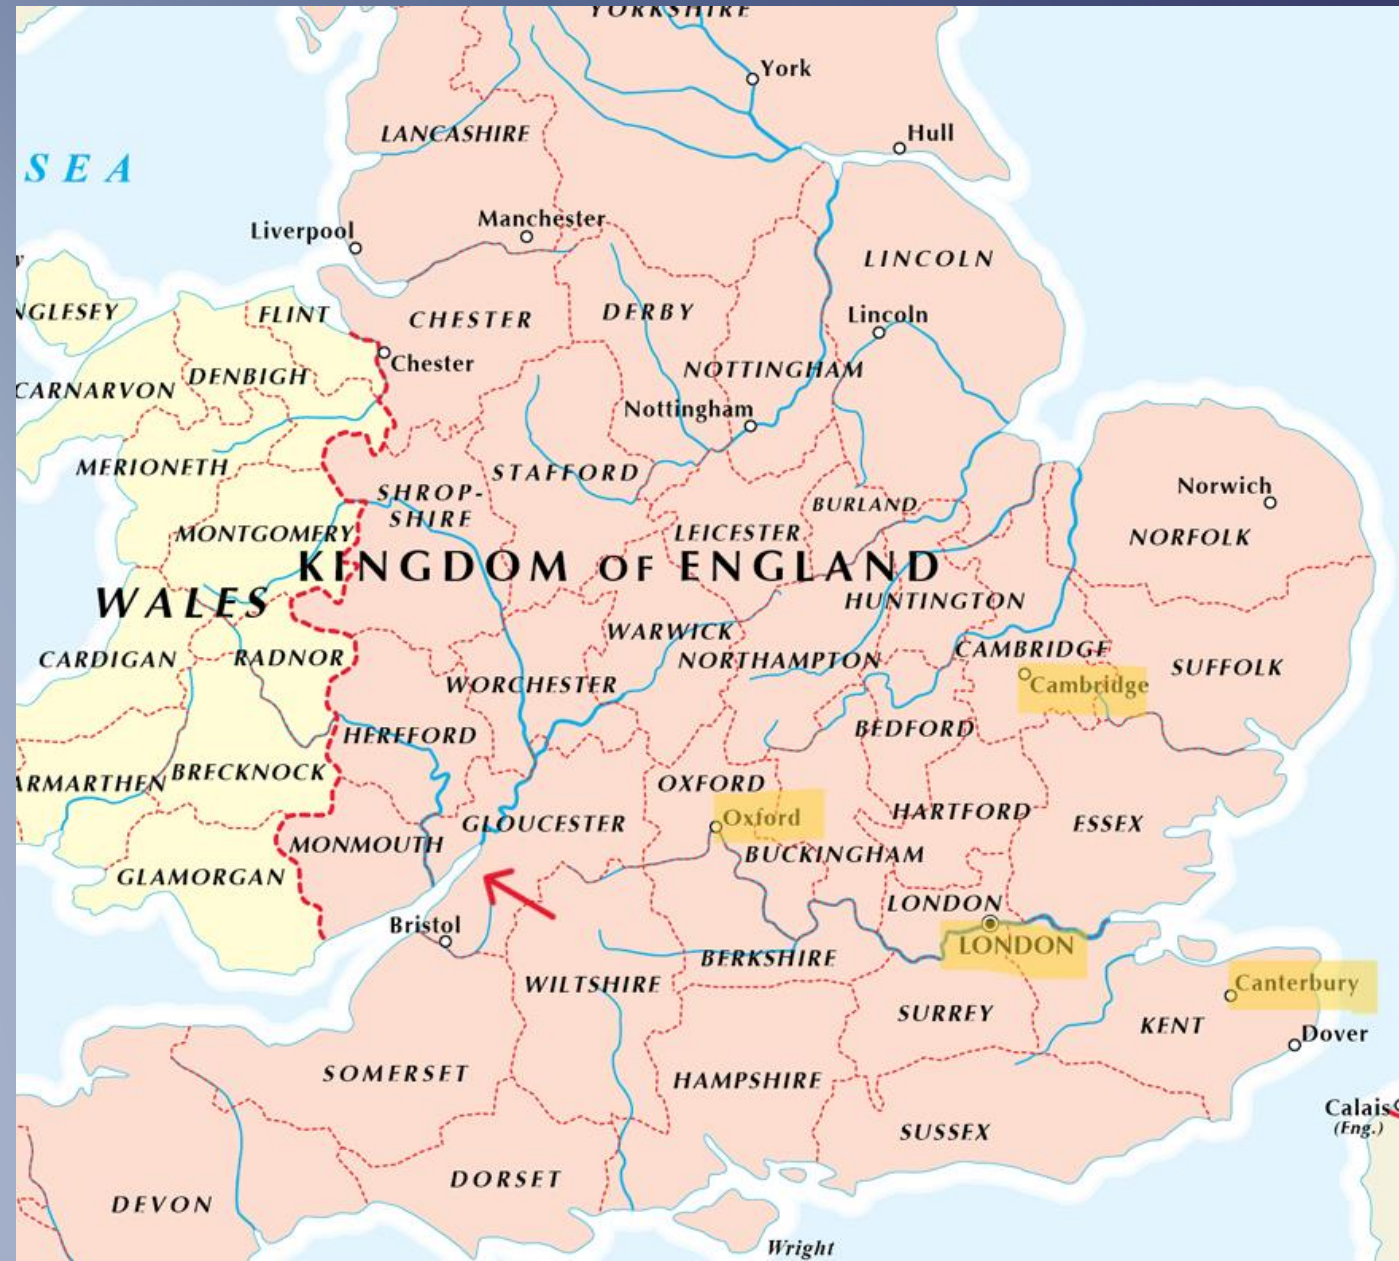 YORKSHIRE
York
Hull
LANCASHIRE
SEA
Manchester
Liverpool
LINCOLN
NGLESEY
FLINT
CHESTER
DERBY
Lincoln
Chester
NOTTINGHAM
DENBIGH
CARNARVON
Nottingham
MERIONETH
STAFFORD
SHROP-
SHIRE
Norwich
BURLAND
NORFOLK
MONTGOMERY
LEICESTER
KINGDOM OF ENGLAND
WALES
HUNTINGTON
WARWICK
CARDIGAN
RADNOR
NORTHAMPTON
CAMBRIDGE
SUFFOLK
WORCHESTER
Cambridge
HEREFORD
BEDFORD
ARMARTHEN
BRECKNOCK
OXFORD
HARTFORD
ESSEX
Oxford
GLOUCESTER
MONMOUTH
BUCKINGHAM
GLAMORGAN
LONDON
Bristol
LONDON
BERKSHIRE
WILTSHIRE
Canterbury
SURREY
KENT
Dover
SOMERSET
HAMPSHIRE
Calais
(Eng.)
SUSSEX
DORSET
DEVON
Wright